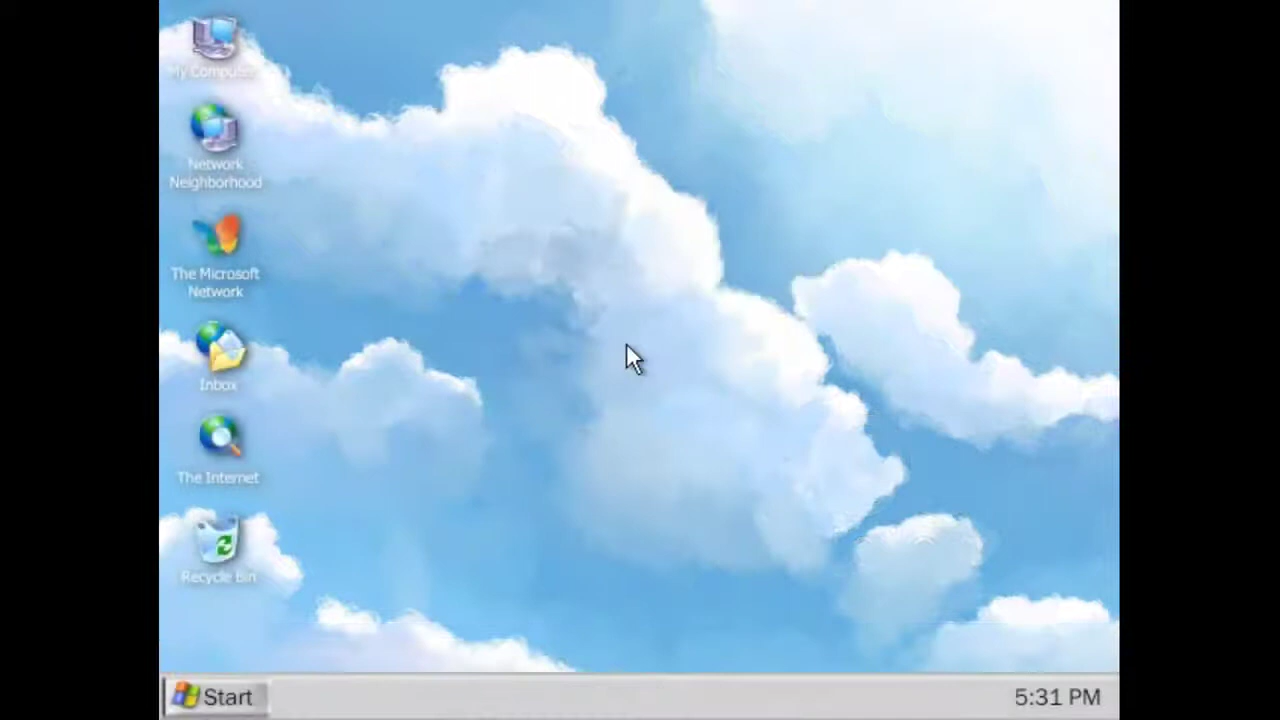 My Computer
Network
Neighborhood
The Microsoft
Network
Inbox
The Internet
Recycle bin
Start
5:31 PM